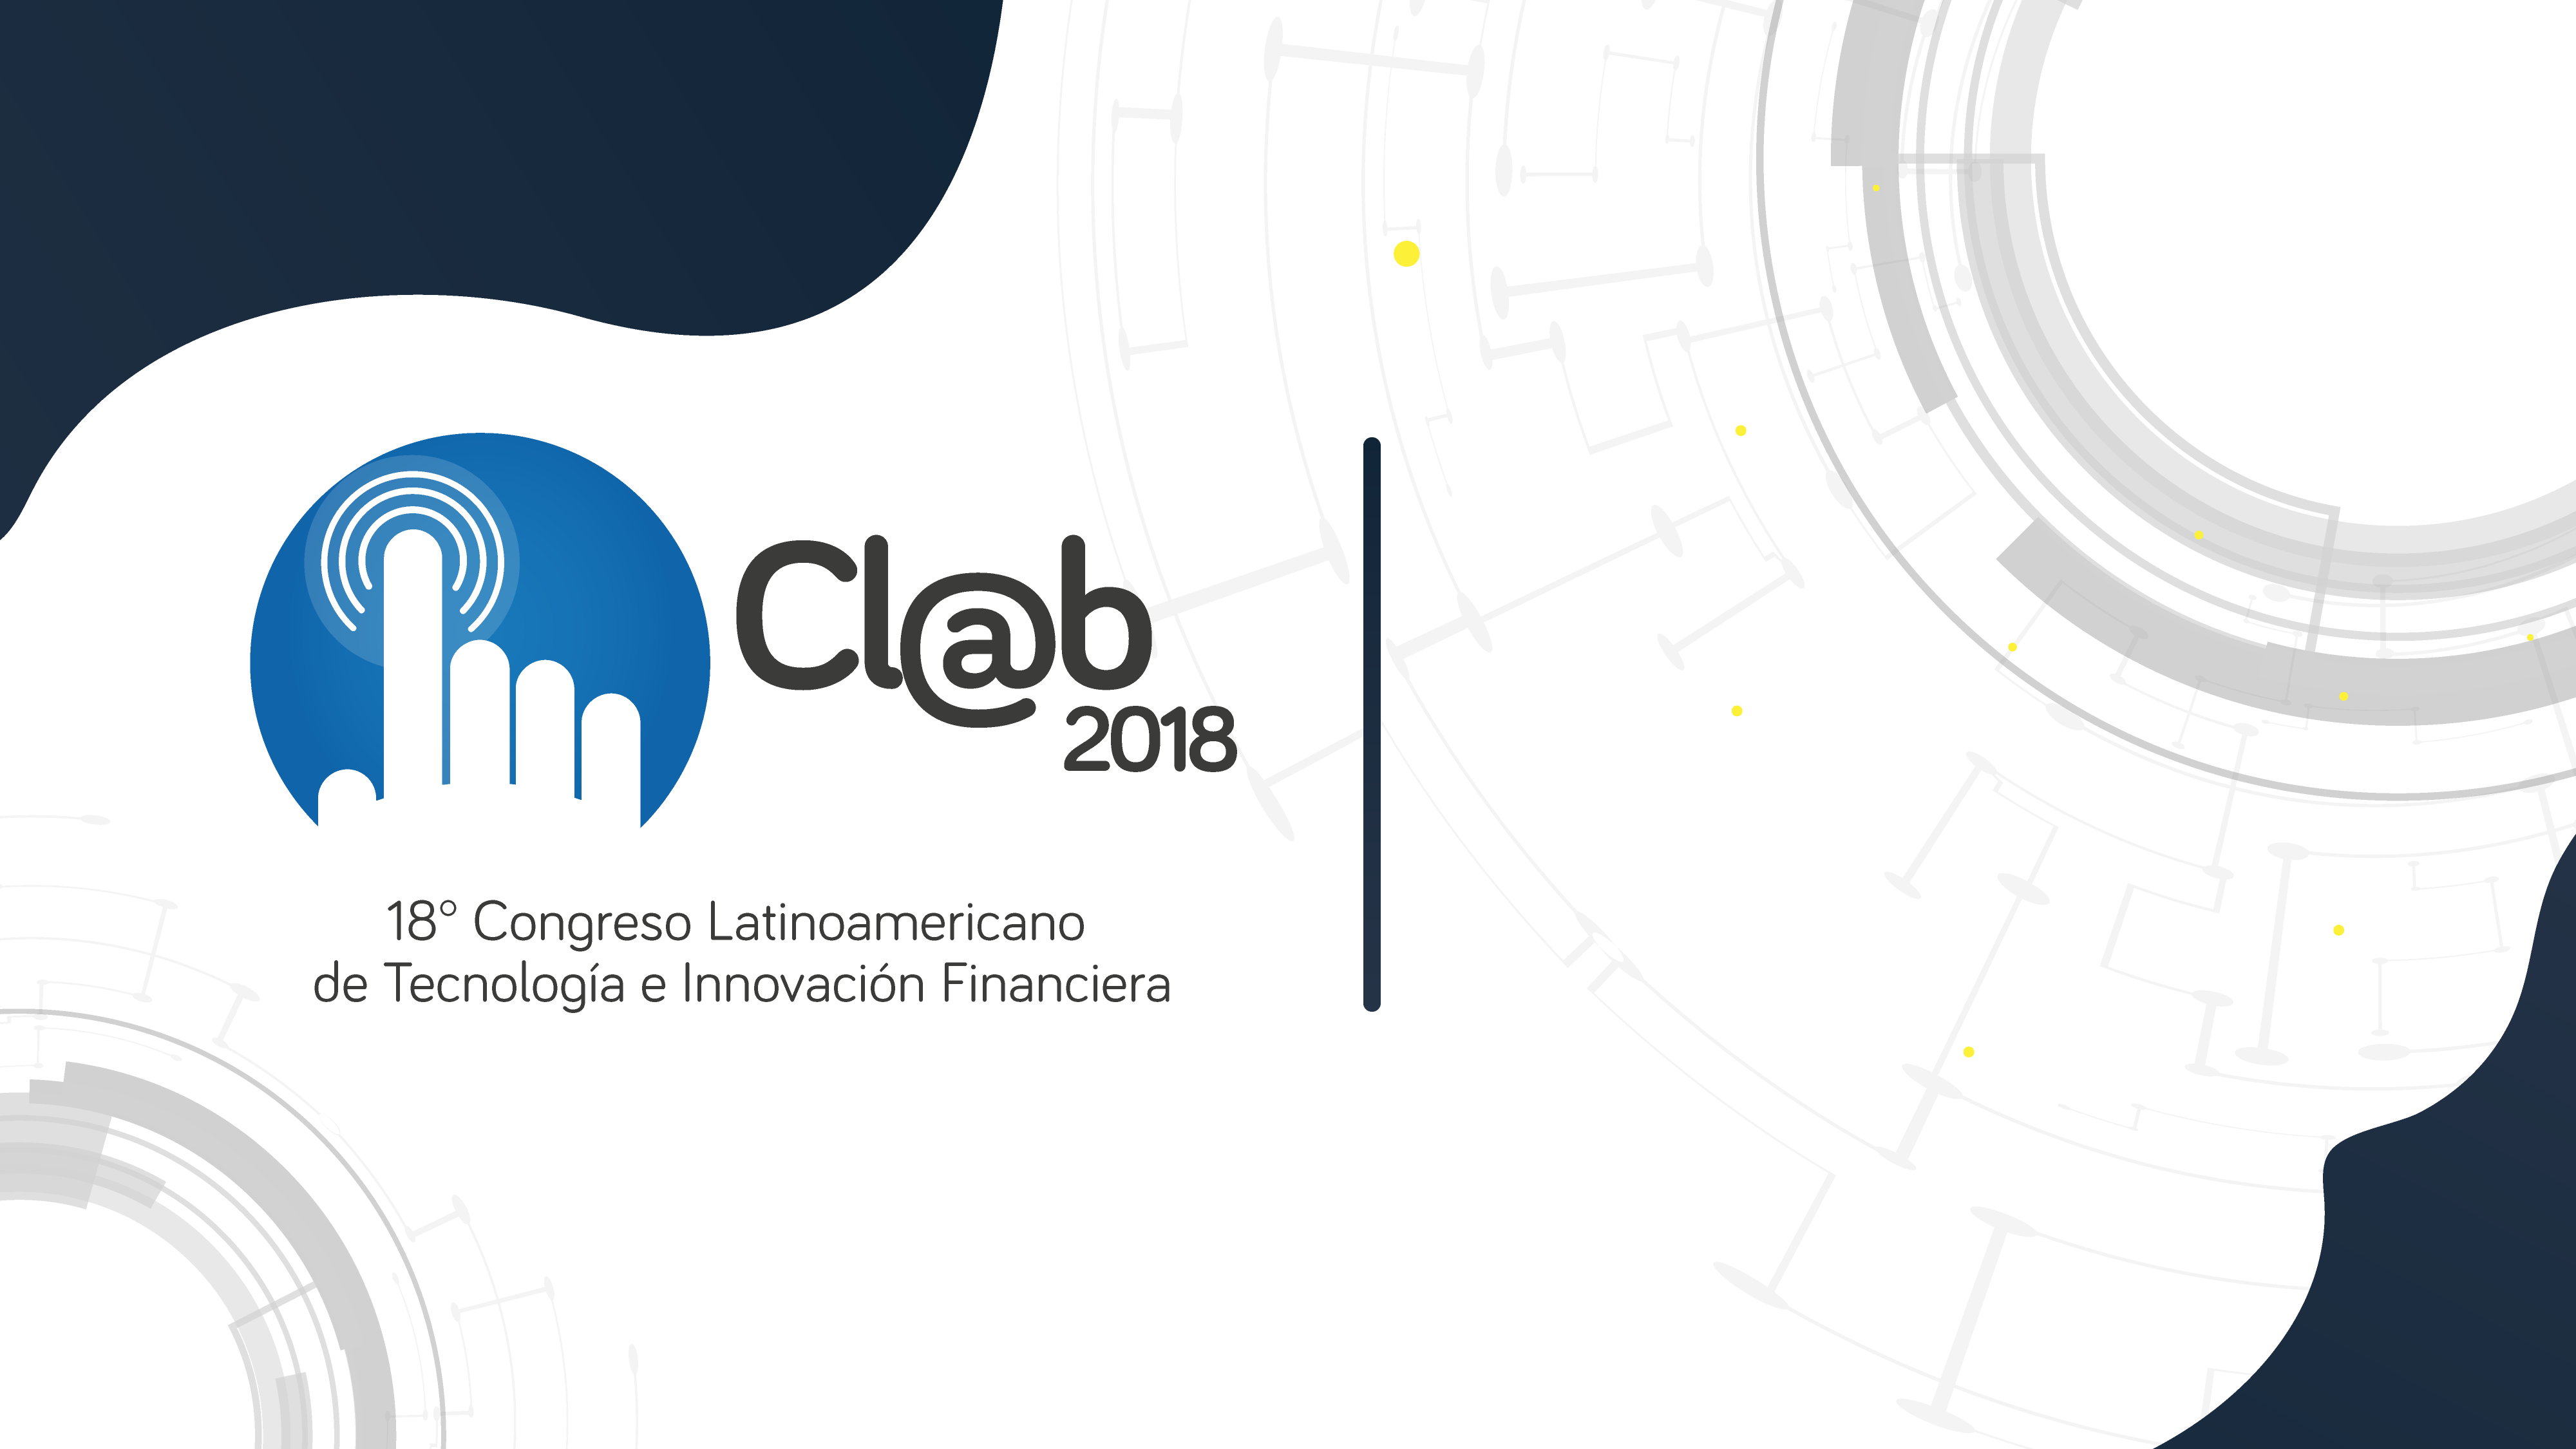 Cl@b
2018
18° Congreso Latinoamericano
de Tecnología e Innovación Financiera